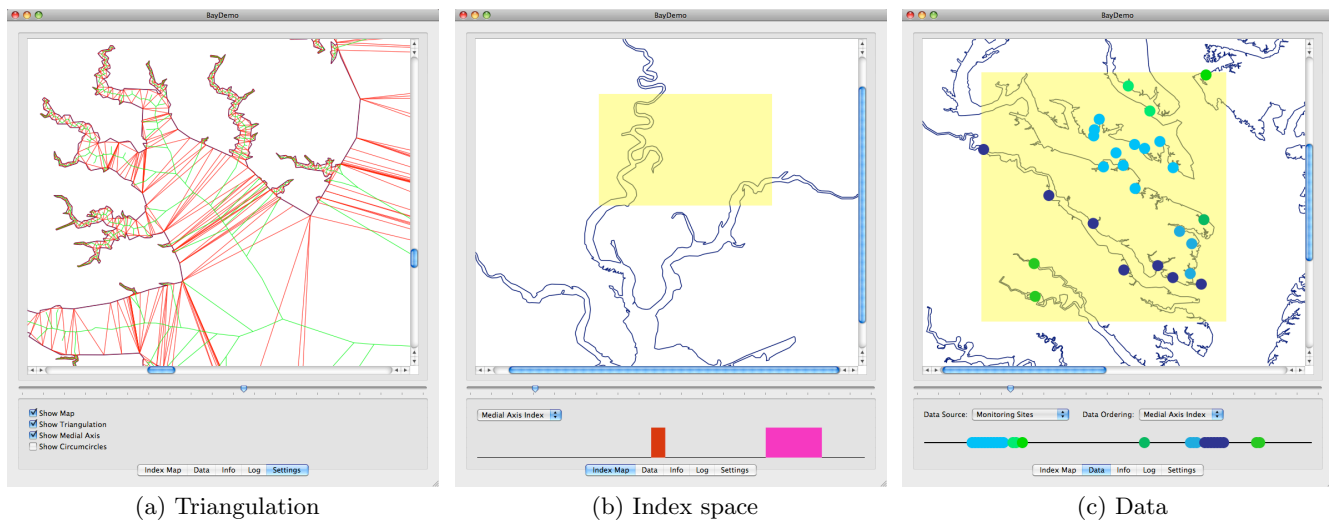 BayDemo
Show Map
Show Triangulation
Show Medial Axis
Show Circumcircles
Index Map Data Info Log Settings
(a) Triangulation
BayDemo
Medial Axis Index
Index Map Data Info Log Settings
(b) Index space
BayDemo
Data Source: Monitoring Sites Data Ordering: Medial Axis Index
Index Map Data Info Log Settings
(c) Data